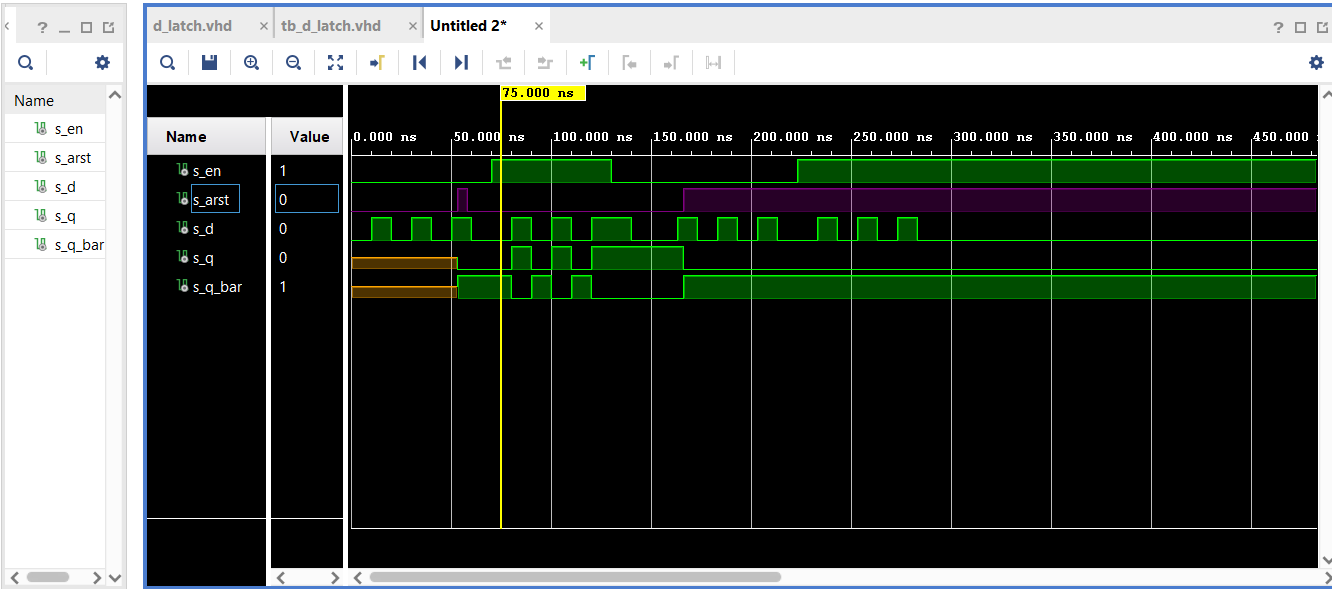 d_latch.vhd × tb_d_latch.vhd × Untitled 2* ×
Name
s_en
s_arst
s_d
s_q
s_q_bar
Name
s_en
s_arst
s_d
s_q
s_q_bar
Value
1
0
0
0
1
75.000 ns
0.000 ns 50.000 ns 100.000 ns 150.000 ns 200.000 ns 250.000 ns 300.000 ns 350.000 ns 400.000 ns 450.000